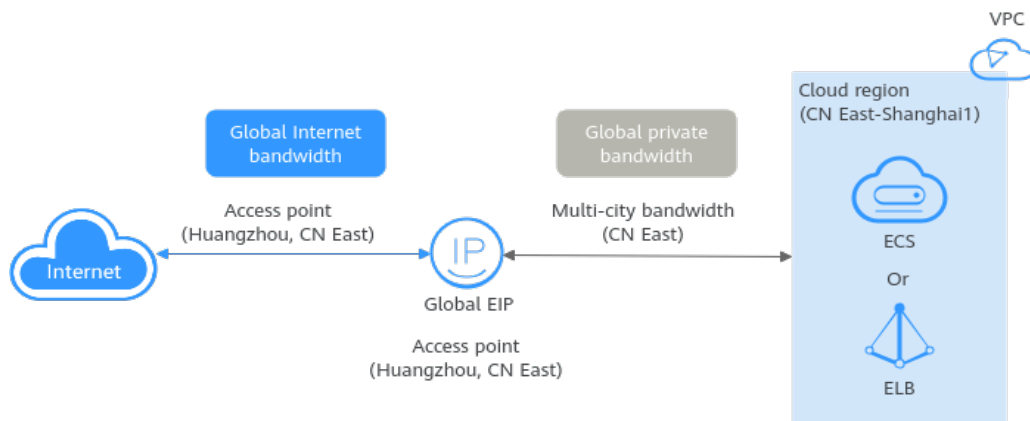 VPC
Cloud region
(CN East-Shanghai1)
Global Internet
bandwidth
Global private
bandwidth
Access point
(Huangzhou, CN East)
Multi-city bandwidth
(CN East)
Internet
IP
Global EIP
Access point
(Huangzhou, CN East)
ECS
Or
ELB